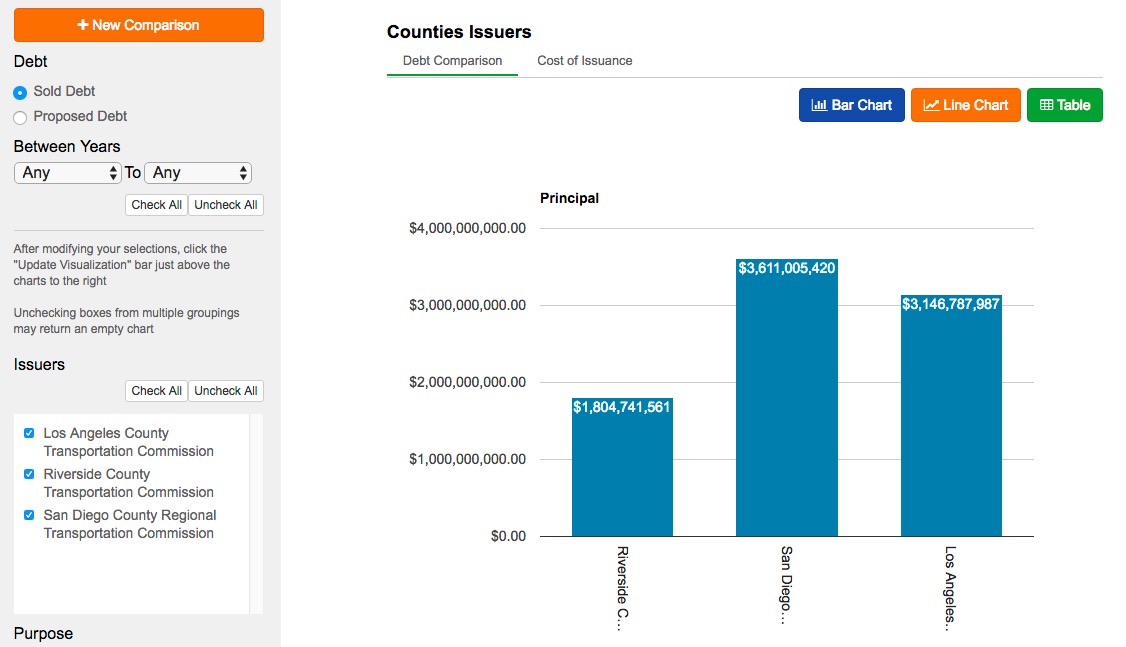 New Comparison
Debt
Sold Debt
Proposed Debt
Between Years
Any To Any
Check All Uncheck All
After modifying your selections, click the
"Update Visualization" bar just above the
charts to the right
Unchecking boxes from multiple groupings
may return an empty chart
Issuers
Check All Uncheck All
Los Angeles County
Transportation Commission
Riverside County
Transportation Commission
San Diego County Regional
Transportation Commission
Purpose
Counties Issuers
Debt Comparison Cost of Issuance
Bar Chart Line Chart Table
Principal
$4,000,000,000.00
$3,000,000,000.00
$2,000,000,000.00
$1,000,000,000.00
$0.00
$1,804,741,561
$3,611,005,420
$3,146,787,987
Riverside C...
San Diego...
Los Angeles..